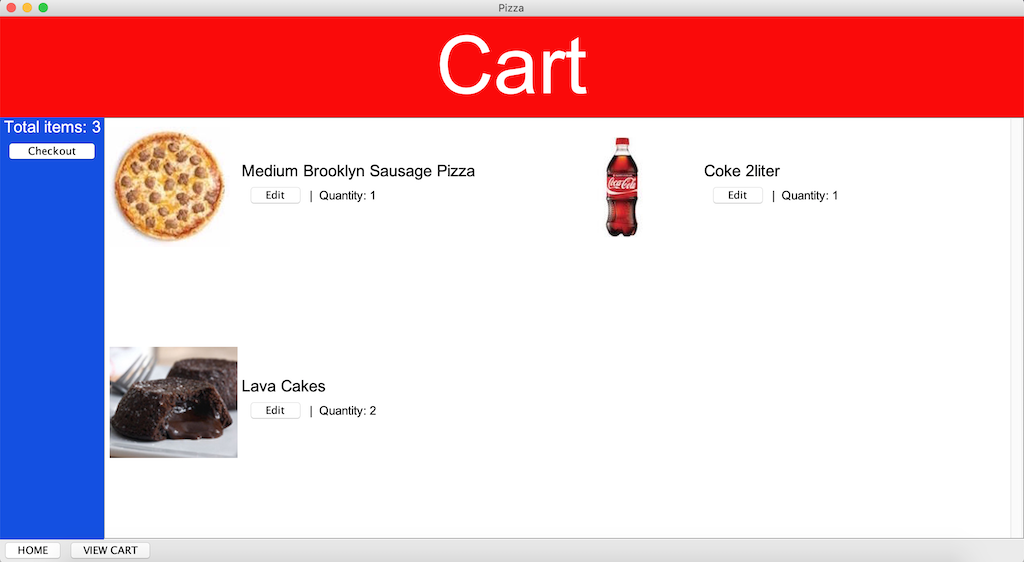 Pizza
Cart
Total items: 3
Checkout
Medium Brooklyn Sausage Pizza
Edit | Quantity: 1
Coca-Cola
Coke 2liter
Edit | Quantity: 1
Lava Cakes
Edit | Quantity: 2
HOME VIEW CART